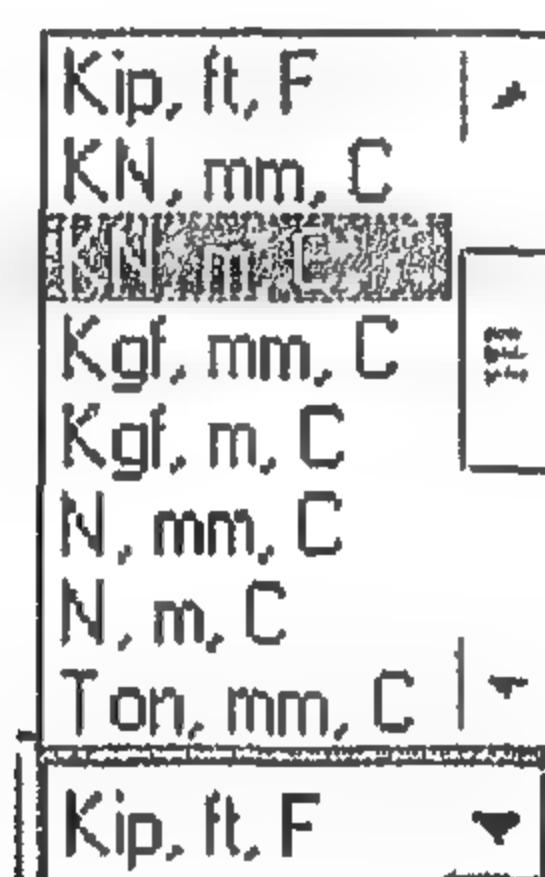 Kip, ft, F
KN, mm, C
KN, m, C
Kgf, mm, C
Kgf, m, C
N, mm, C
N, m, C
Ton, mm, C
Kip, ft, F